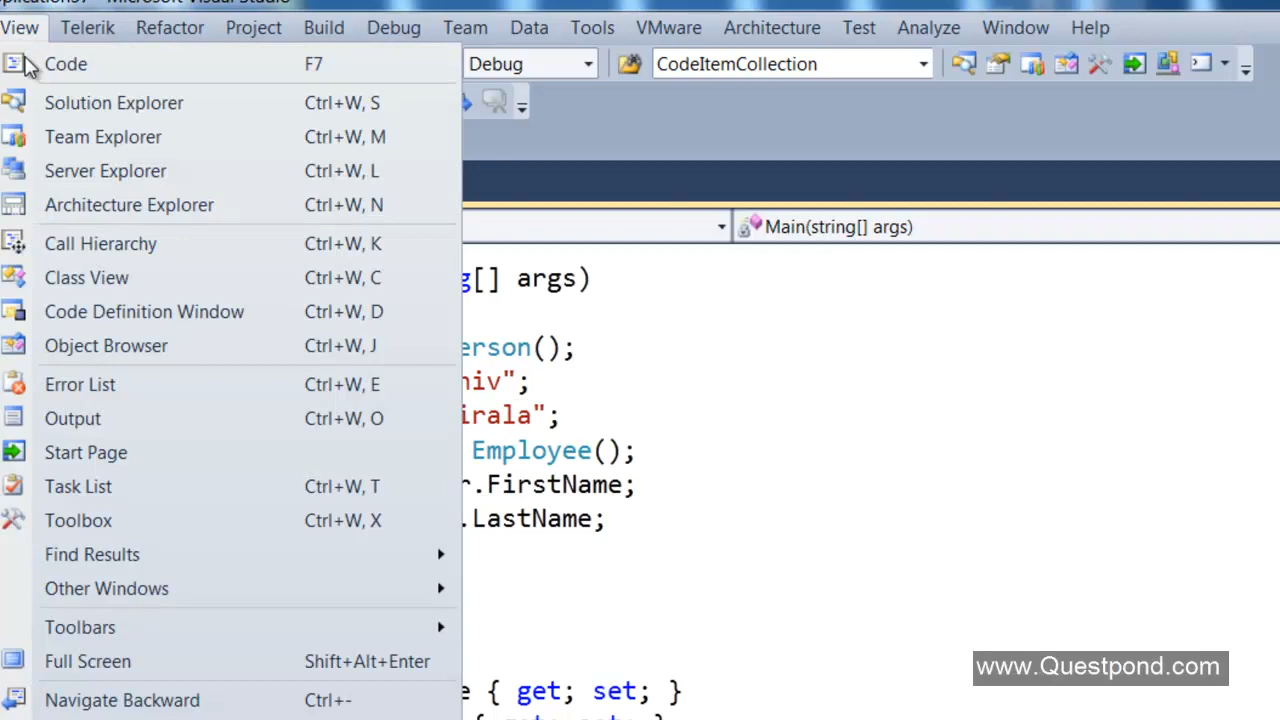 Microsoft Visual Studio
View Telerik Refactor Project Build Debug Team Data Tools VMware Architecture Test Analyze Window Help
Code F7
Debug CodeItemCollection
Solution Explorer Ctrl+W, S
Team Explorer Ctrl+W, M
Server Explorer Ctrl+W, L
Architecture Explorer Ctrl+W, N
Main(string[] args)
Call Hierarchy Ctrl+W, K
Class View Ctrl+W, C
g[] args)
Code Definition Window Ctrl+W, D
Object Browser Ctrl+W, J
erson();
Error List Ctrl+W, E
hiv";
Output Ctrl+W, O
irala";
Start Page
Employee();
Task List Ctrl+W, T
r.FirstName;
Toolbox Ctrl+W, X
.LastName;
Find Results
Other Windows
Toolbars
Full Screen Shift+Alt+Enter
www.Questpond.com
Navigate Backward Ctrl+-
e { get; set; }